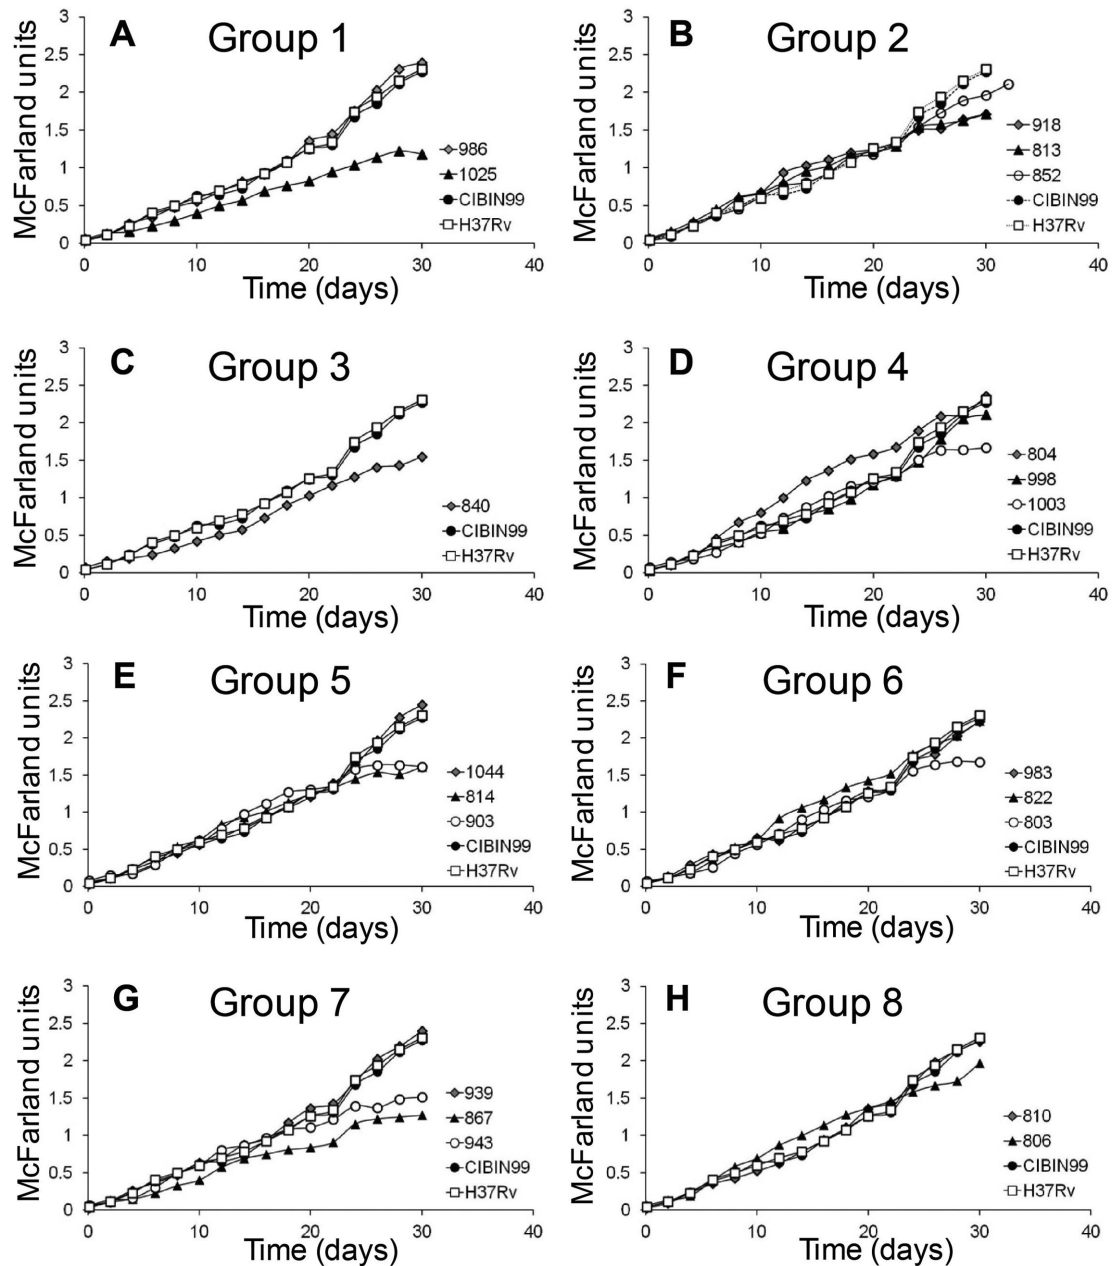 A Group 1
McFarland units
3
2.5
2
1.5
1
0.5
0
0 10 20 30 40
Time (days)
986
1025
CIBIN99
H37Rv
B Group 2
McFarland units
3
2.5
2
1.5
1
0.5
0
0 10 20 30 40
Time (days)
918
813
852
CIBIN99
H37Rv
C Group 3
McFarland units
3
2.5
2
1.5
1
0.5
0
0 10 20 30 40
Time (days)
840
CIBIN99
H37Rv
D Group 4
McFarland units
3
2.5
2
1.5
1
0.5
0
0 10 20 30 40
Time (days)
804
998
1003
CIBIN99
H37Rv
E Group 5
McFarland units
3
2.5
2
1.5
1
0.5
0
0 10 20 30 40
Time (days)
1044
814
903
CIBIN99
H37Rv
F Group 6
McFarland units
3
2.5
2
1.5
1
0.5
0
0 10 20 30 40
Time (days)
983
822
803
CIBIN99
H37Rv
G Group 7
McFarland units
3
2.5
2
1.5
1
0.5
0
0 10 20 30 40
Time (days)
939
867
943
CIBIN99
H37Rv
H Group 8
McFarland units
3
2.5
2
1.5
1
0.5
0
0 10 20 30 40
Time (days)
810
806
CIBIN99
H37Rv